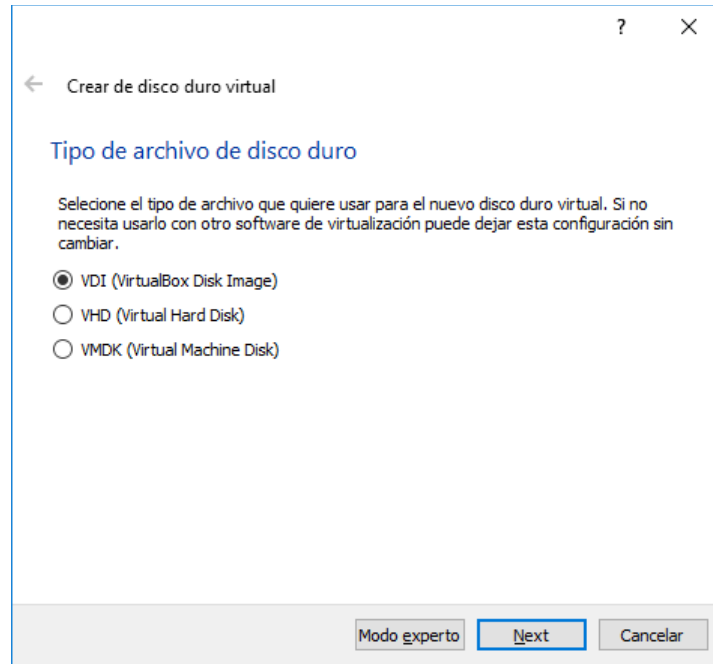 ?
Crear de disco duro virtual
Tipo de archivo de disco duro
Selecione el tipo de archivo que quiere usar para el nuevo disco duro virtual. Si no
necesita usarlo con otro software de virtualización puede dejar esta configuración sin
cambiar.
VDI (VirtualBox Disk Image)
VHD (Virtual Hard Disk)
VMDK (Virtual Machine Disk)
Modo experto Next Cancelar